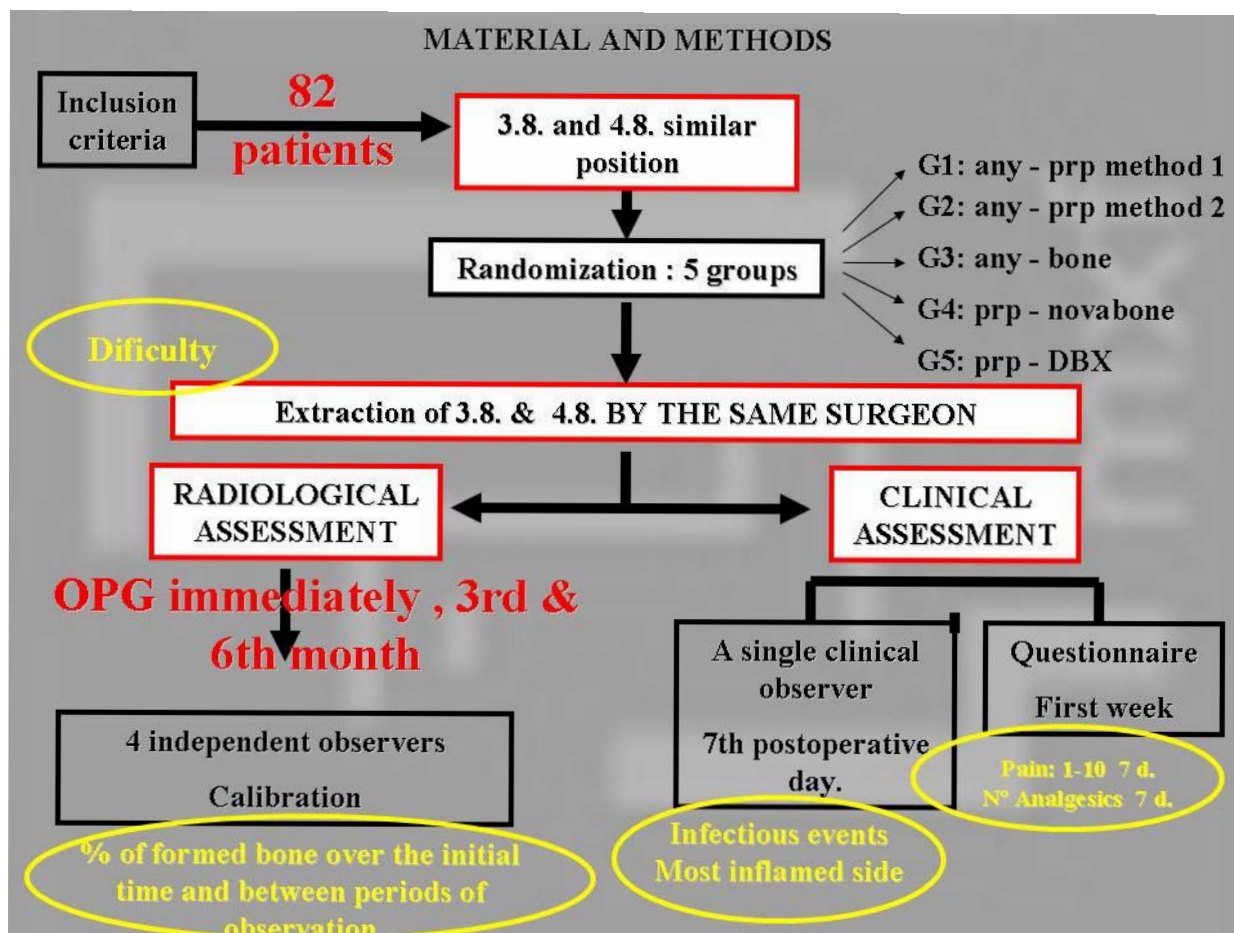 MATERIAL AND METHODS
Inclusion
criteria
82
patients
3.8. and 4.8. similar
position
Randomization : 5 groups
G1: any - prp method 1
G2: any - prp method 2
G3: any - bone
G4: prp - novabone
G5: prp - DBX
Dificulty
Extraction of 3.8. & 4.8. BY THE SAME SURGEON
RADIOLOGICAL
ASSESSMENT
CLINICAL
ASSESSMENT
OPG immediately , 3rd &
6th month
4 independent observers
Calibration
% of formed bone over the initial
time and between periods of
observation
A single clinical
observer
7th postoperative
day.
Infectious events
Most inflamed side
Questionnaire
First week
Pain: 1-10 7 d.
Nº Analgesics 7 d.